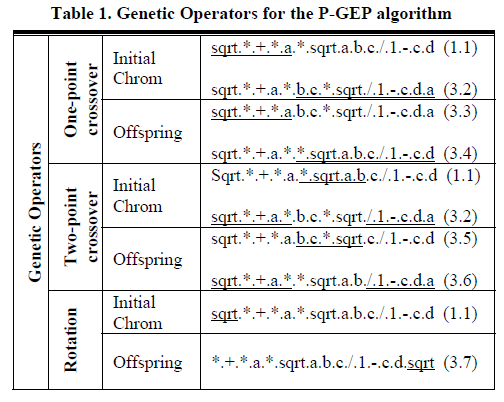 Table 1. Genetic Operators for the P-GEP algorithm
Genetic Operators
One-point
crossover
Initial
Chrom
sqrt.*.+.*.a.*.sqrt.a.b.c./.1.-.c.d (1.1)
sqrt.*.+.a.*.b.c.*.sqrt./.1.-.c.d.a (3.2)
Offspring
sqrt.*.+.*.a.b.c.*.sqrt./.1.-.c.d.a (3.3)
sqrt.*.+.a.*.*.sqrt.a.b.c./.1.-.c.d (3.4)
Two-point
crossover
Initial
Chrom
Sqrt.*.+.*.a.*.sqrt.a.b.c./.1.-.c.d (1.1)
sqrt.*.+.a.*.b.c.*.sqrt./.1.-.c.d.a (3.2)
Offspring
sqrt.*.+.*.a.b.c.*.sqrt.c./.1.-.c.d (3.5)
sqrt.*.+.a.*.*.sqrt.a.b./.1.-.c.d.a (3.6)
Rotation
Initial
Chrom
sqrt.*.+.*.a.*.sqrt.a.b.c./.1.-.c.d (1.1)
Offspring
*.+.*.a.*.sqrt.a.b.c./.1.-.c.d.sqrt (3.7)